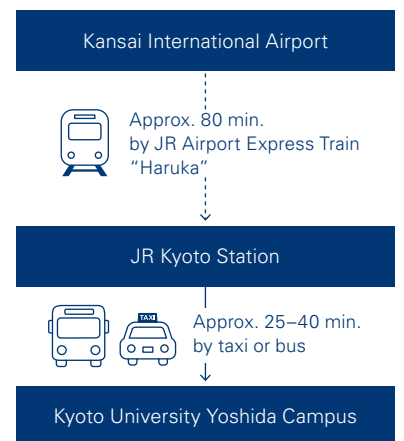 Kansai International Airport
Approx. 80 min.
by JR Airport Express Train
“Haruka”
JR Kyoto Station
TAXI
Approx. 25–40 min.
by taxi or bus
Kyoto University Yoshida Campus